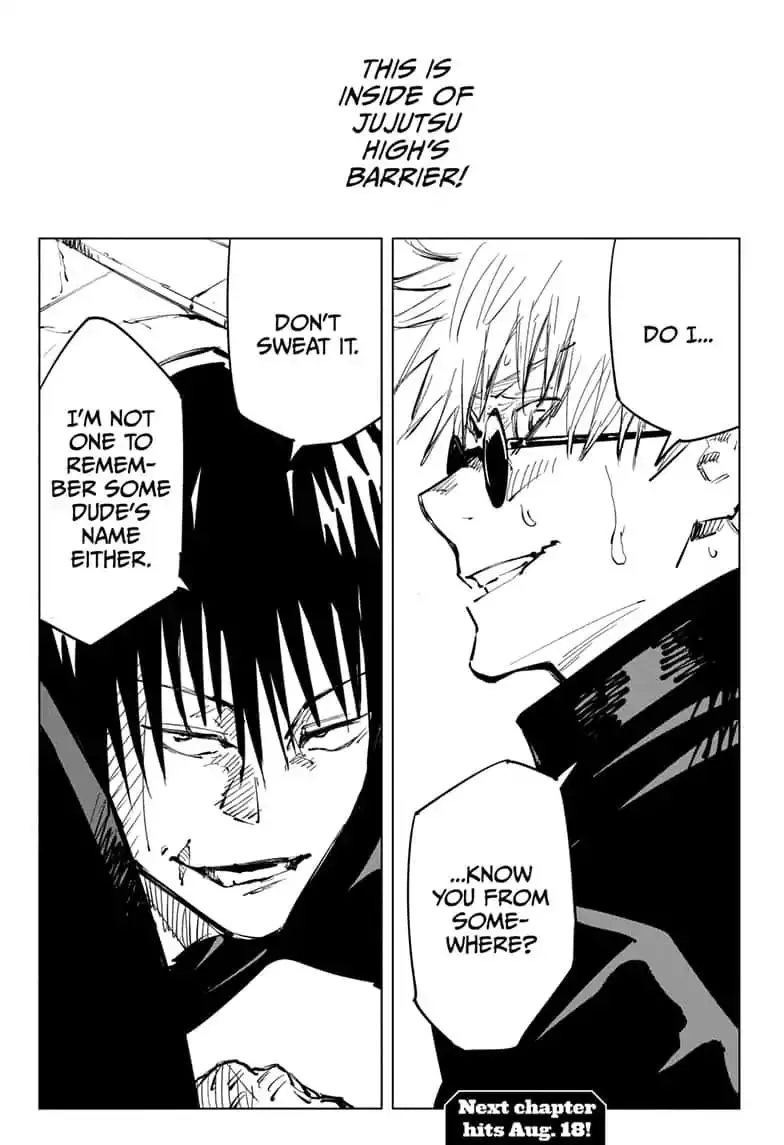 THIS IS
INSIDE OF
JUJUTSU
HIGH'S
BARRIER!
DO I...
...KNOW
YOU FROM
SOME-
WHERE?
DON'T
SWEAT IT.
I'M NOT
ONE TO
REMEM-
BER SOME
DUDE'S
NAME
EITHER.
Next chapter
hits Aug. 18!